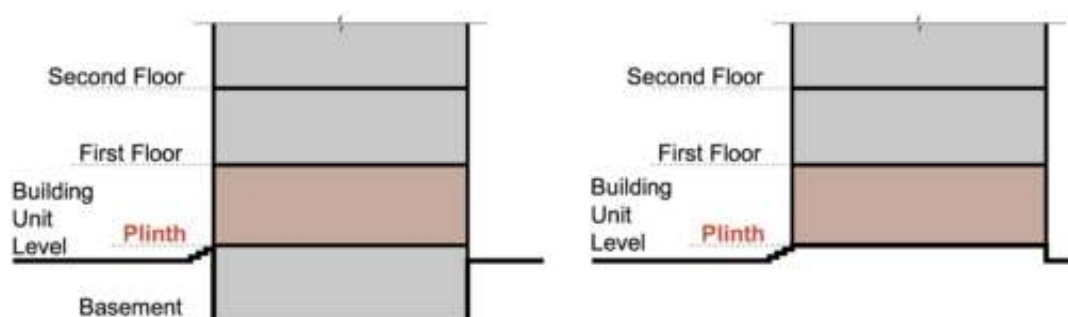 Second Floor
First Floor
Building
Unit
Level
Plinth
Basement
Second Floor
First Floor
Building
Unit
Level
Plinth